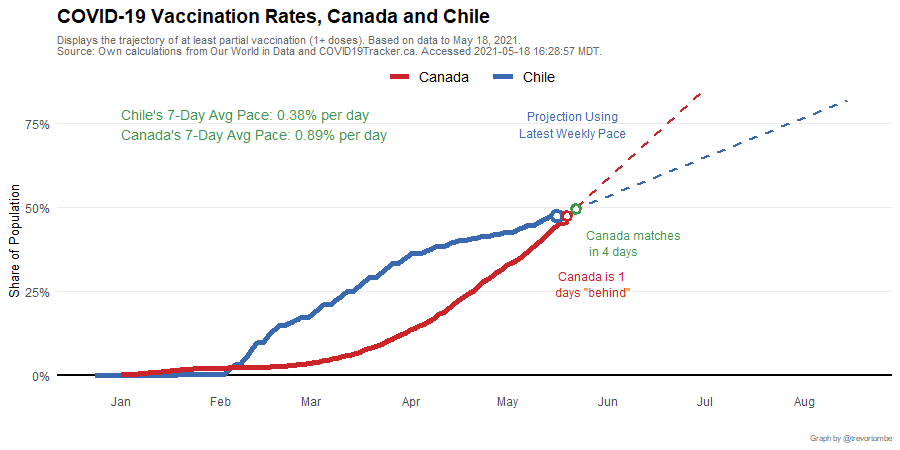 COVID-19 Vaccination Rates, Canada and Chile
Displays the trajectory of at least partial vaccination (1+ doses). Based on data to May 18, 2021.
Source: Own calculations from Our World in Data and COVID19Tracker.ca. Accessed 2021-05-18 16:28:57 MDT.
Canada Chile
Chile's 7-Day Avg Pace: 0.38% per day
Canada's 7-Day Avg Pace: 0.89% per day
Projection Using
Latest Weekly Pace
75%
50%
25%
0%
Share of Population
Canada matches
in 4 days
Canada is 1
days "behind"
Jan Feb Mar Apr May Jun Jul Aug
Graph by @trevortombe